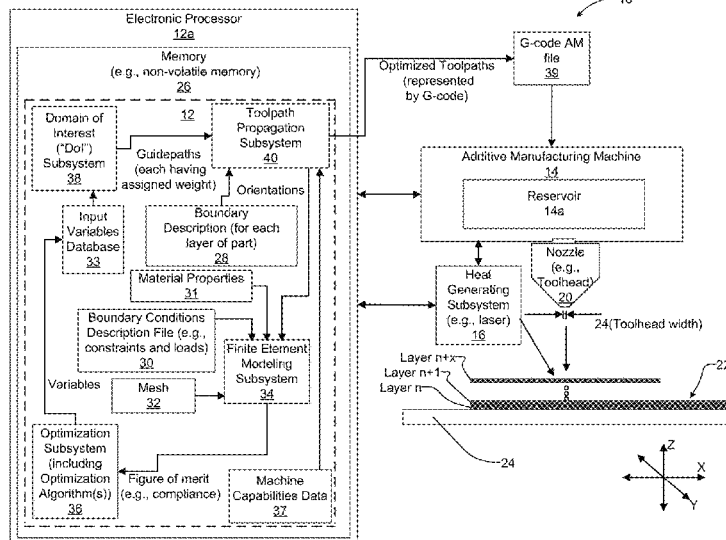 Electronic Processor
12a
Memory
(e.g., non-volatile memory)
26
12
Domain of
Interest
("DoI")
Subsystem
38
Toolpath
Propagation
Subsystem
40
Guidepaths
(each having
assigned weight)
Orientations
Input
Variables
Database
33
Boundary
Description (for each
layer of part)
28
Material Properties
31
Boundary Conditions
Description File (e.g.,
constraints and loads)
30
Finite Element
Modeling
Subsystem
34
Variables
Mesh
32
Optimization
Subsystem
(including
Optimization
Algorithm(s))
36
Figure of merit
(e.g., compliance)
Machine
Capabilities Data
37
Optimized Toolpaths
(represented
by G-code)
G-code AM
file
39
Additive Manufacturing Machine
14
Reservoir
14a
Nozzle
(e.g.,
Toolhead)
20
Heat
Generating
Subsystem
(e.g., laser)
16
24(Toolhead width)
Layer n+x
Layer n+1
Layer n
24
Z
X
Y